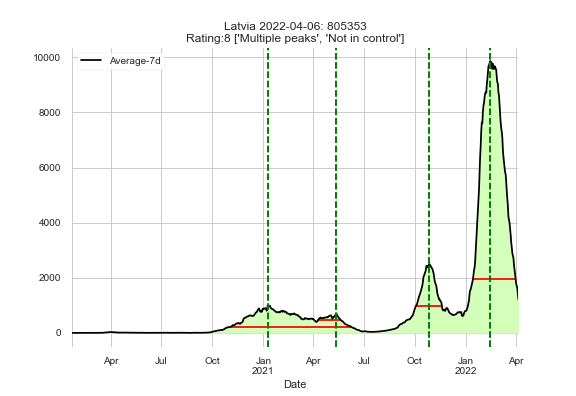 Latvia 2022-04-06: 805353
Rating:8 ['Multiple peaks', 'Not in control']
Average-7d
10000
8000
6000
4000
2000
0
Apr Jul Oct Jan Apr Jul Oct Jan Apr
2021 2022
Date